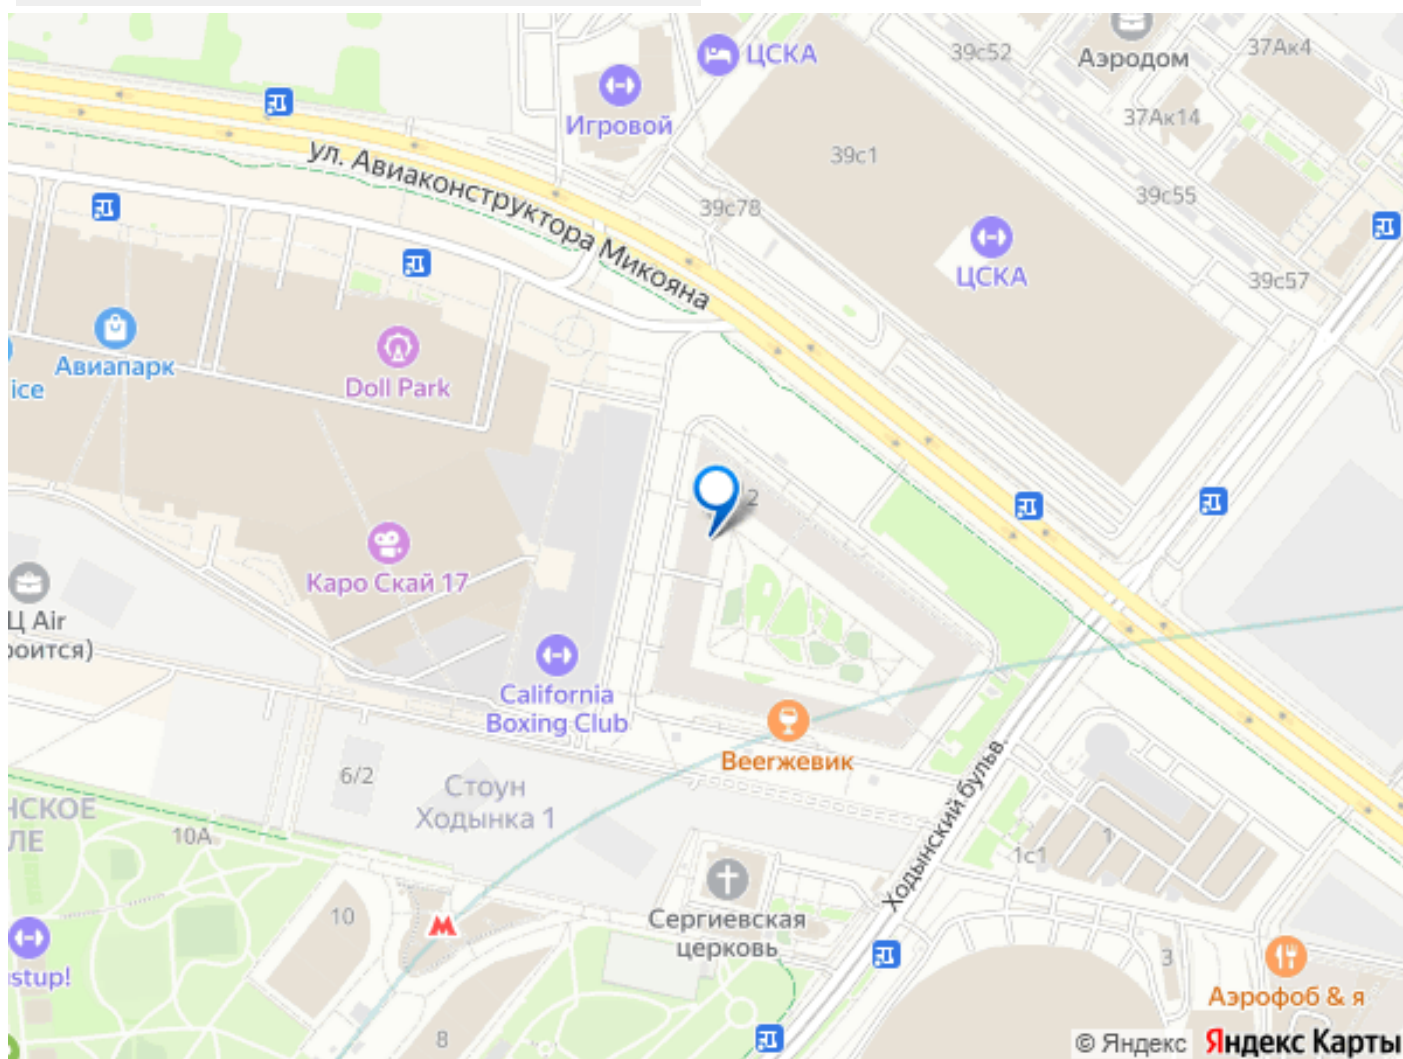 39с52
37Ак4
ЦСКА
Аэродом
Игровой
37Ак14
ул. Авиаконструктора Микояна
39с1
39с55
39с78
ЦСКА
39с57
Авиапарк
ice
Doll Park
2
Каро Скай 17
Ц Air
роится)
California
Boxing Club
Beerжевик
6/2
Стоун
Ходынка 1
НСКОЕ
ЛЕ
10А
Ходынский бульв.
1
1с1
10
Сергиевская
церковь
stup!
3
Аэрофоб & я
8
© Яндекс Яндекс Карты